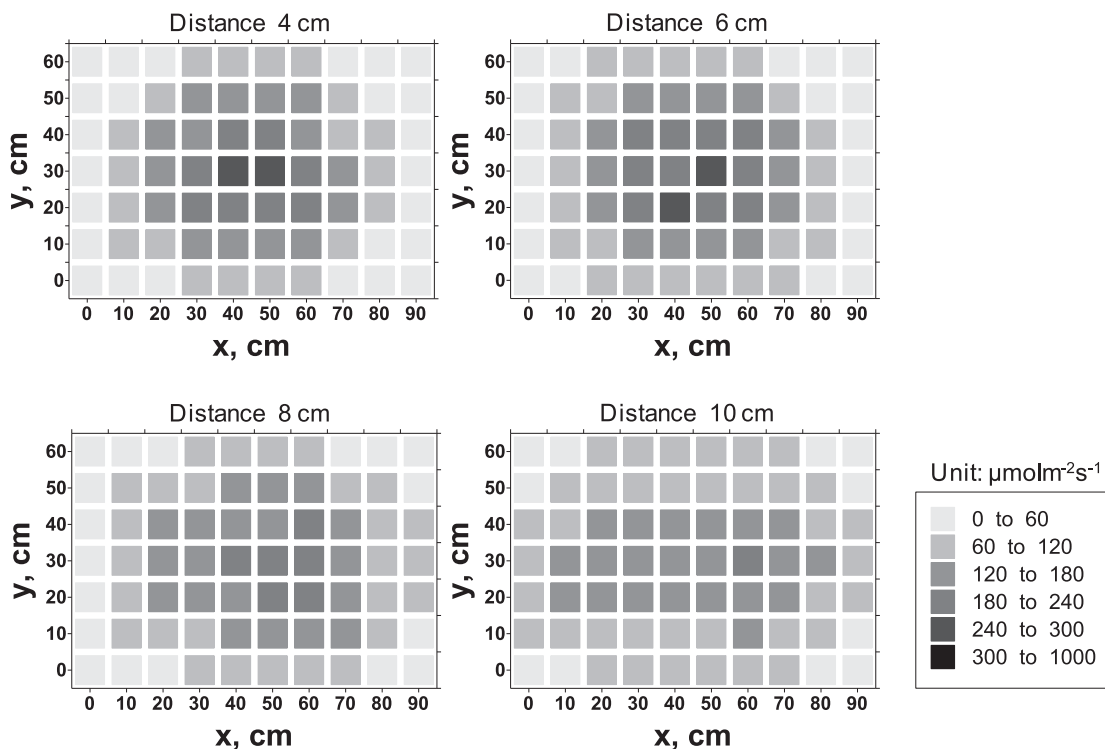 Distance 4 cm
Distance 6 cm
60
50
40
30
20
10
0
y, cm
0 10 20 30 40 50 60 70 80 90
x, cm
60
50
40
30
20
10
0
y, cm
0 10 20 30 40 50 60 70 80 90
x, cm
Distance 8 cm
Distance 10 cm
60
50
40
30
20
10
0
y, cm
0 10 20 30 40 50 60 70 80 90
x, cm
60
50
40
30
20
10
0
y, cm
0 10 20 30 40 50 60 70 80 90
x, cm
Unit: µmolm⁻²s⁻¹
0 to 60
60 to 120
120 to 180
180 to 240
240 to 300
300 to 1000